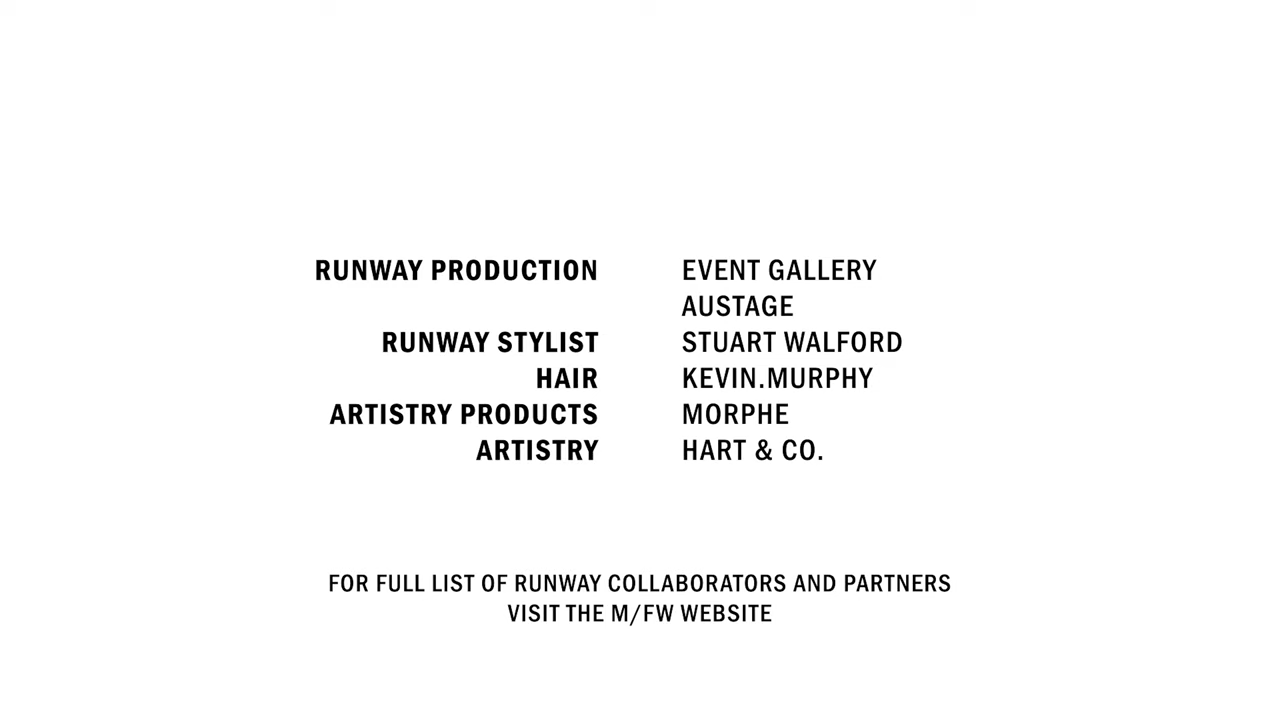 RUNWAY PRODUCTION EVENT GALLERY
AUSTAGE
RUNWAY STYLIST STUART WALFORD
HAIR KEVIN.MURPHY
ARTISTRY PRODUCTS MORPHE
ARTISTRY HART & CO.
FOR FULL LIST OF RUNWAY COLLABORATORS AND PARTNERS
VISIT THE M/FW WEBSITE